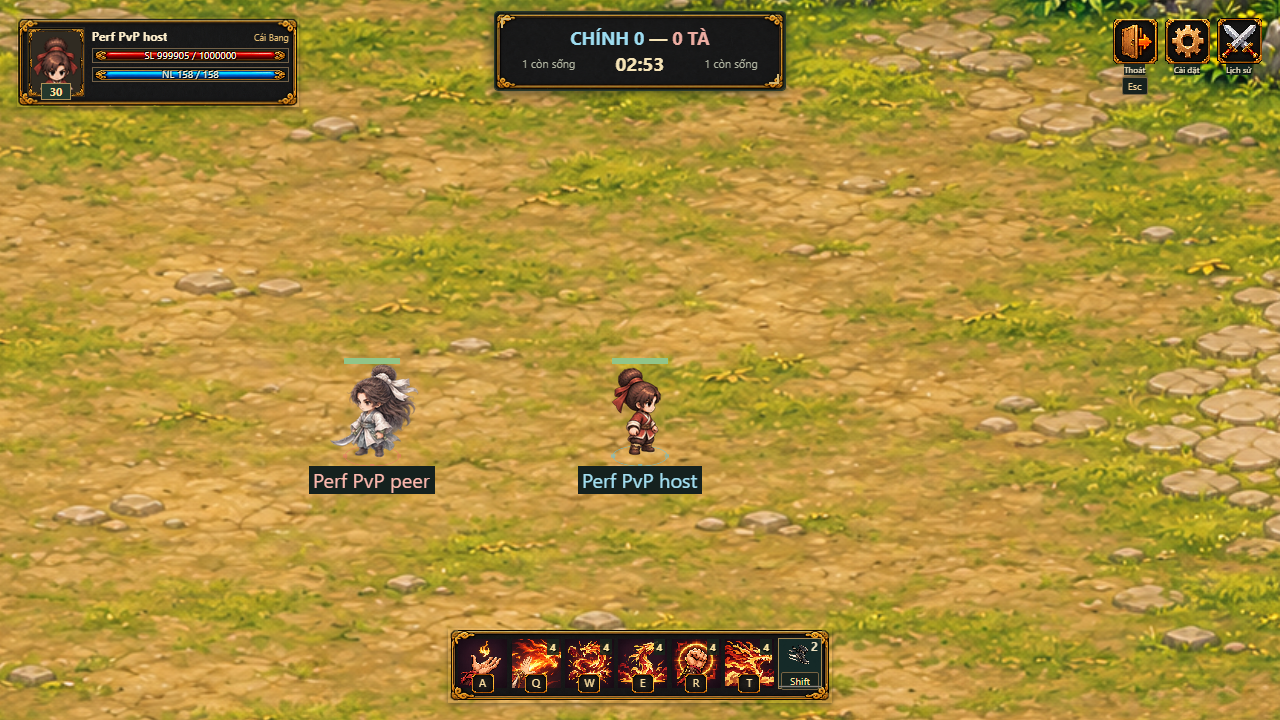 Perf PvP host
Cái Bang
SL 999905 / 1000000
NL 158 / 158
30
CHÍNH 0 — 0 TÀ
1 còn sống
02:53
1 còn sống
Thoát
Cài đặt
Lịch sử
Esc
Perf PvP peer
Perf PvP host
4
4
4
4
4
2
A
Q
W
E
R
T
Shift